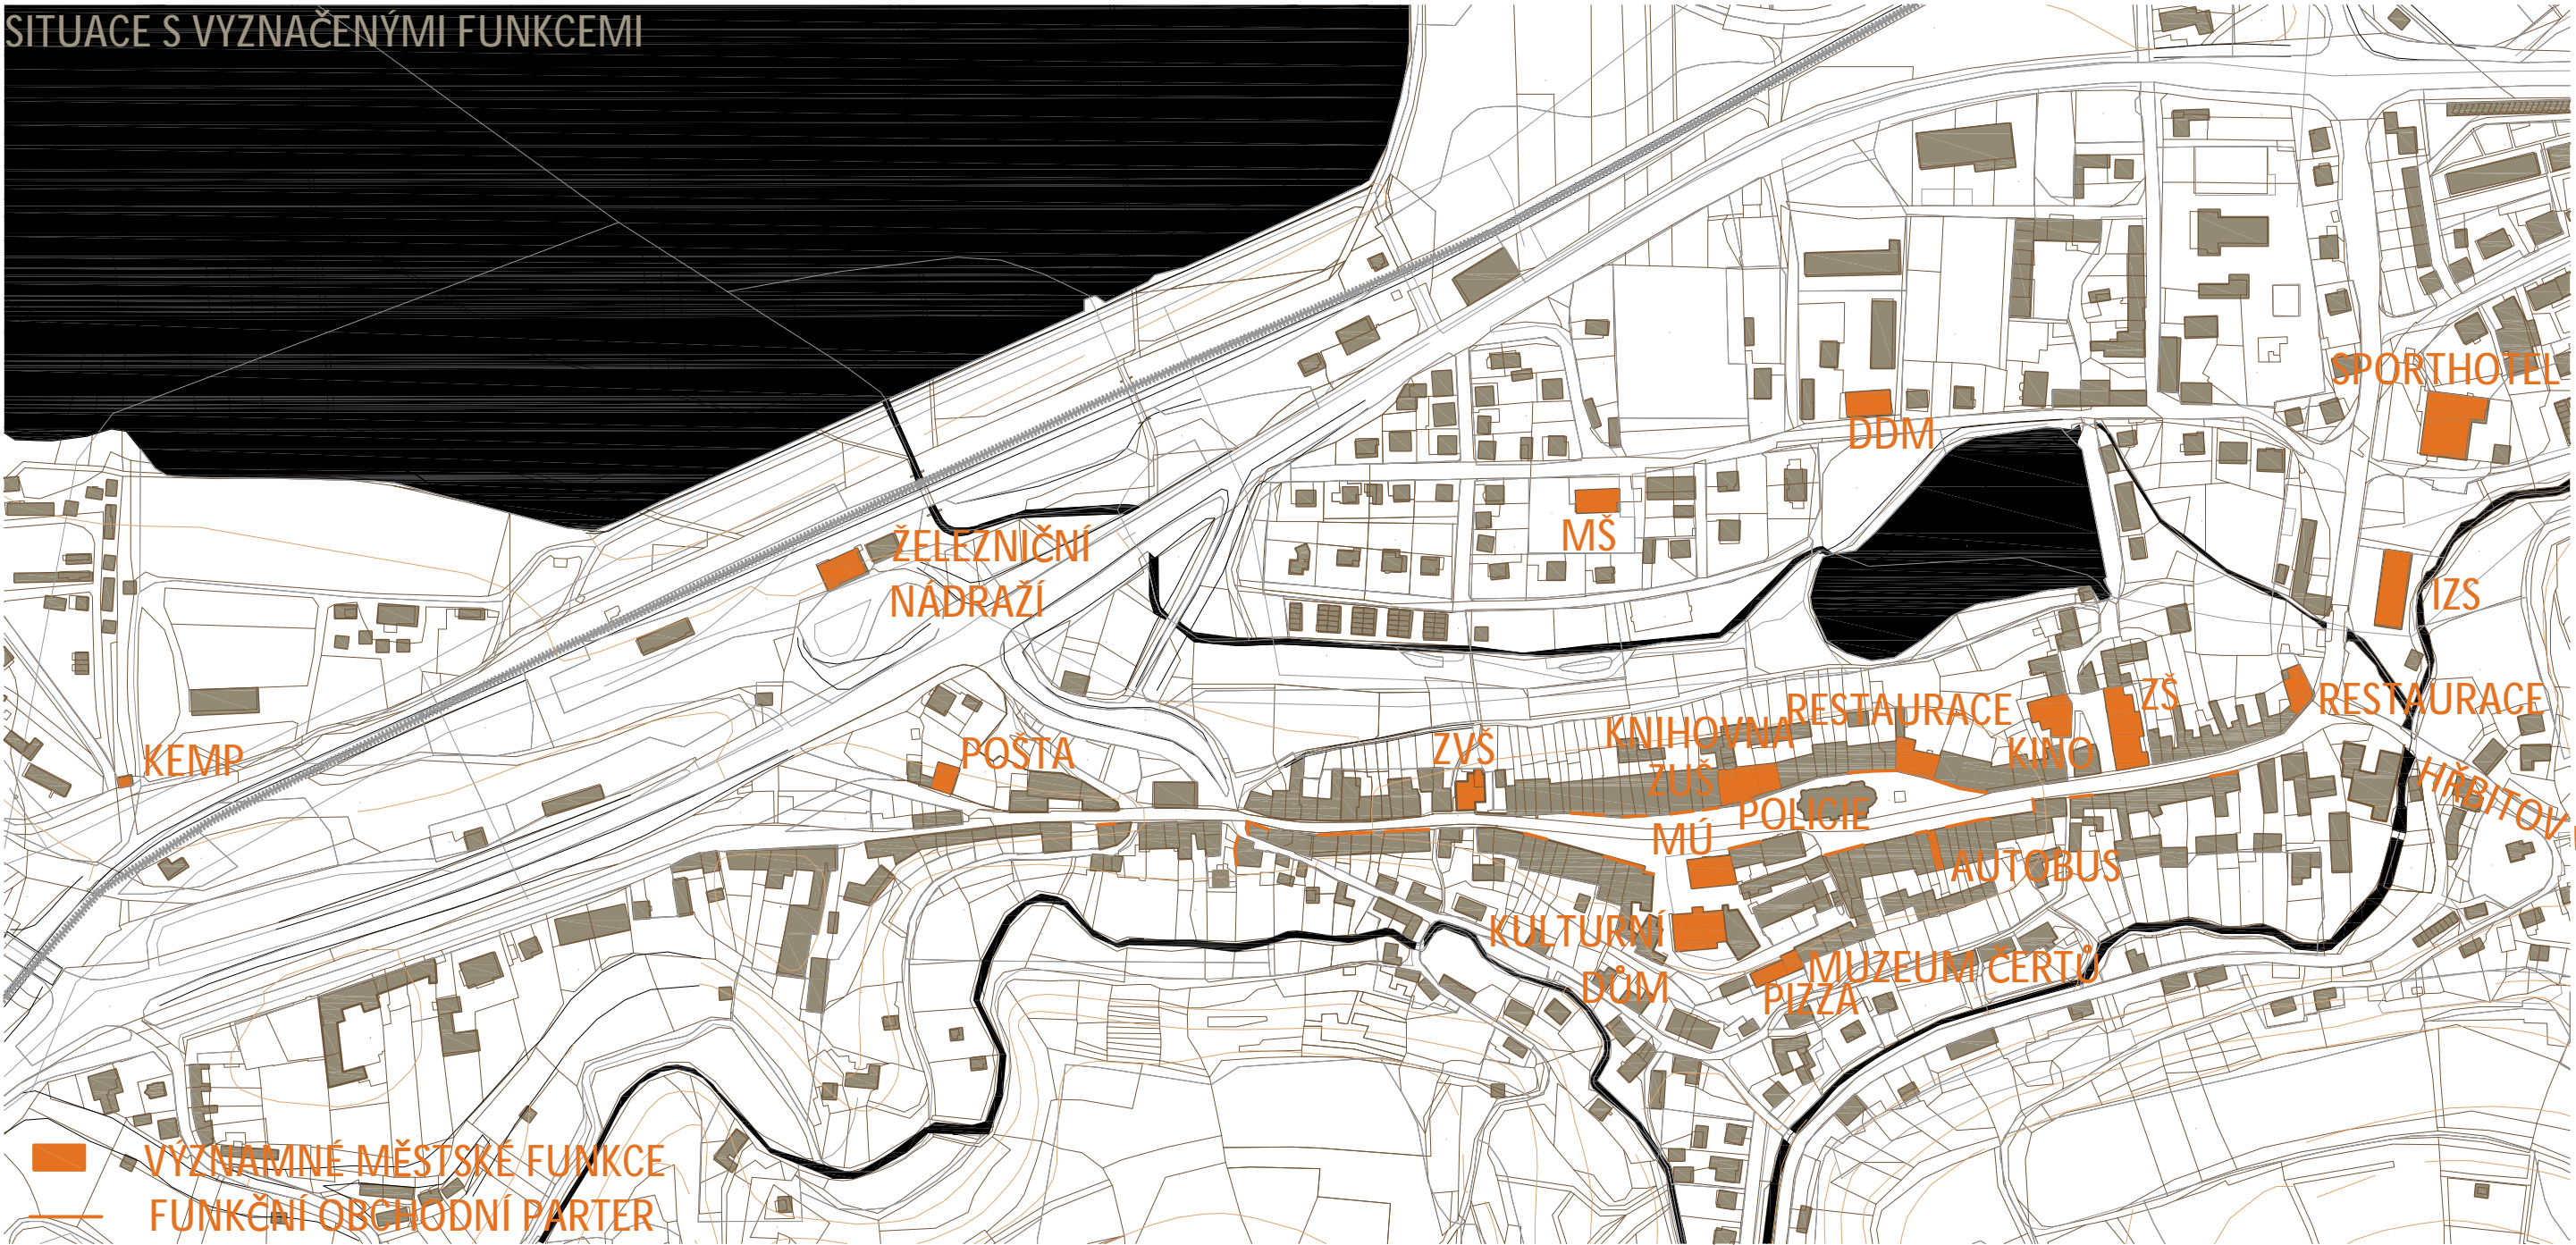 SITUACE S VYZNAČENÝMI FUNKCEMI
SPORTHOTEL
DDM
MŠ
ŽELEZNIČNÍ
NÁDRAŽÍ
IZS
ZŠ
RESTAURACE
RESTAURACE
KNIHOVNA
KINO
KEMP
POŠTA
ZVŠ
ZUŠ
HŘBITOV
POLICIE
MÚ
AUTOBUS
KULTURNÍ
DŮM
MUZEUM ČERTŮ
PIZZA
VÝZNAMNÉ MĚSTSKÉ FUNKCE
FUNKČNÍ OBCHODNÍ PARTER